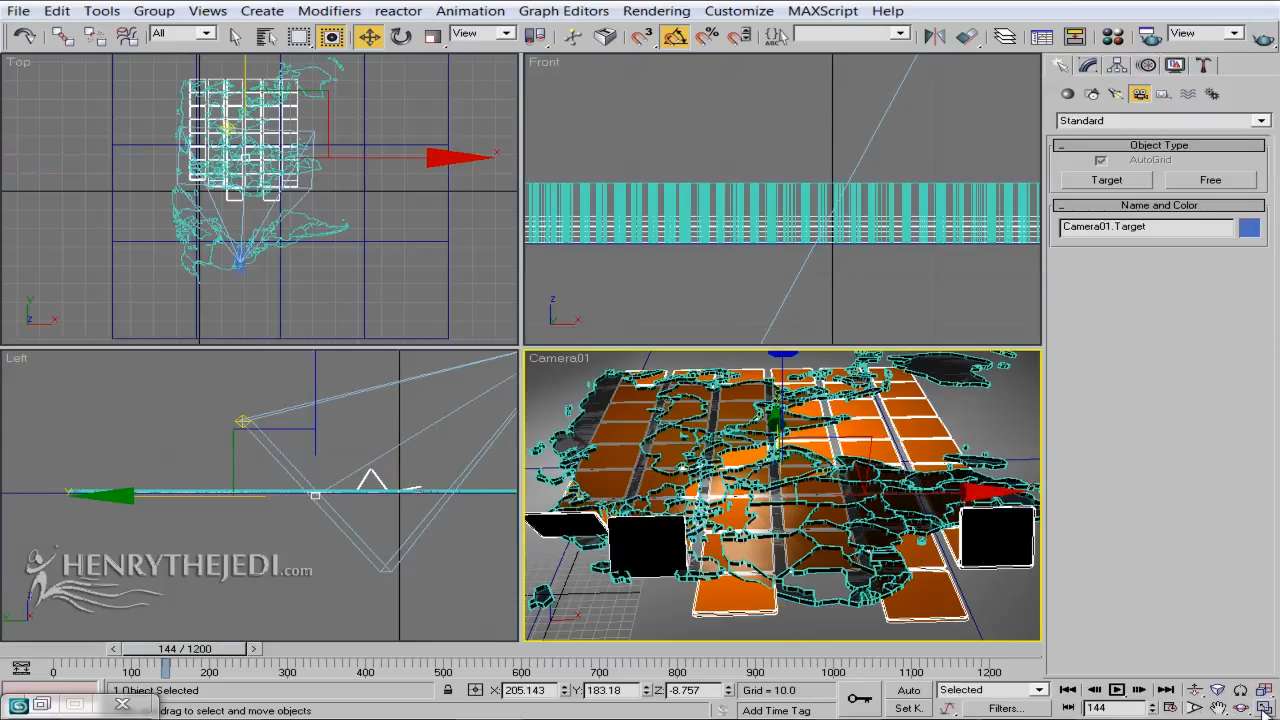 File Edit Tools Group Views Create Modifiers reactor Animation Graph Editors Rendering Customize MAXScript Help
All View 3 View
Top Front
Standard
- Object Type
AutoGrid
Target Free
- Name and Color
Camera01.Target
x
y z
z x x
Left Camera01
y
HENRYTHEJEDI.com
x
< 144 / 1200 >
0 100 200 300 400 500 600 700 800 900 1000 1100 1200
1 Object Selected X: 205.143 Y: 183.18 Z: -8.757 Grid = 10.0 Auto Selected
drag to select and move objects Add Time Tag Set K. Filters... 144